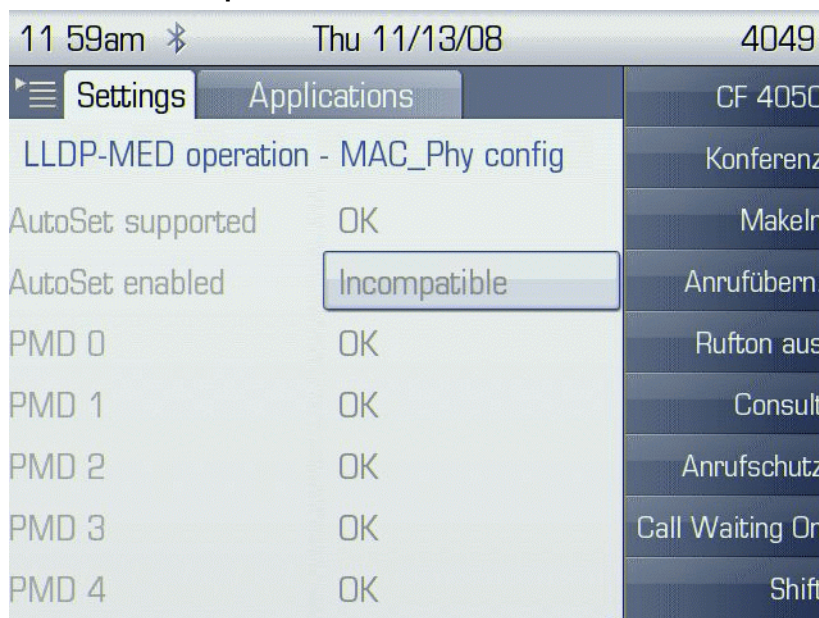 11 59am Thu 11/13/08 4049
Settings Applications
LLDP-MED operation - MAC_Phy config
AutoSet supported OK
AutoSet enabled Incompatible
PMD 0 OK
PMD 1 OK
PMD 2 OK
PMD 3 OK
PMD 4 OK
CF 4050
Konferenz
Makeln
Anrufübern.
Rufton aus
Consult
Anrufschutz
Call Waiting On
Shift